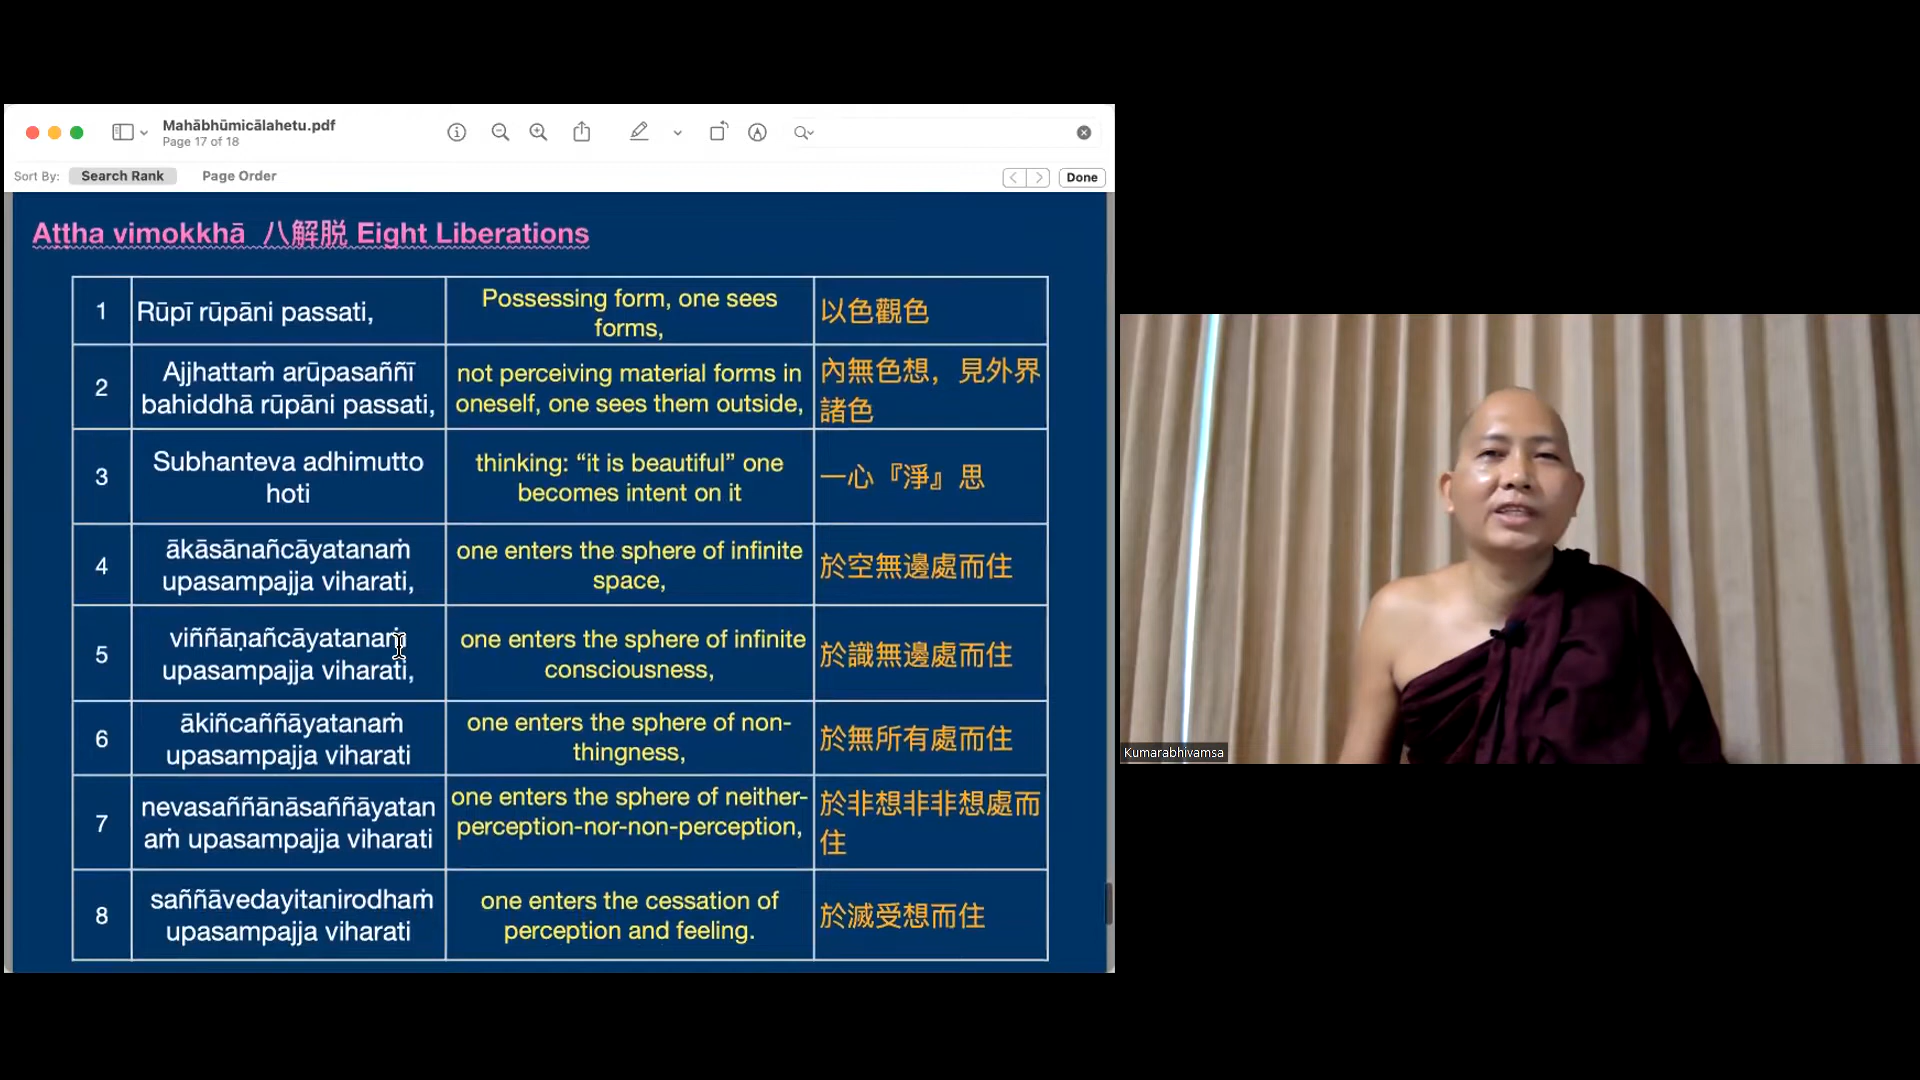 Mahābhūmicālahetu.pdf
Page 17 of 18
Sort By:
Search Rank
Page Order
Done
Aṭṭha vimokkhā 八解脱 Eight Liberations
1
Rūpī rūpāni passati,
Possessing form, one sees
forms,
以色觀色
2
Ajjhattaṁ arūpasaññī
bahiddhā rūpāni passati,
not perceiving material forms in
oneself, one sees them outside,
內無色想，見外界
諸色
3
Subhanteva adhimutto
hoti
thinking: “it is beautiful” one
becomes intent on it
一心『淨』思
4
ākāsānañcāyatanaṁ
upasampajja viharati,
one enters the sphere of infinite
space,
於空無邊處而住
5
viññāṇañcāyatanaṁ
upasampajja viharati,
one enters the sphere of infinite
consciousness,
於識無邊處而住
6
ākiñcaññāyatanaṁ
upasampajja viharati
one enters the sphere of non-
thingness,
於無所有處而住
7
nevasaññānāsaññāyatan
aṁ upasampajja viharati
one enters the sphere of neither-
perception-nor-non-perception,
於非想非非想處而
住
8
saññāvedayitanirodhaṁ
upasampajja viharati
one enters the cessation of
perception and feeling.
於滅受想而住
Kumarabhivamsa